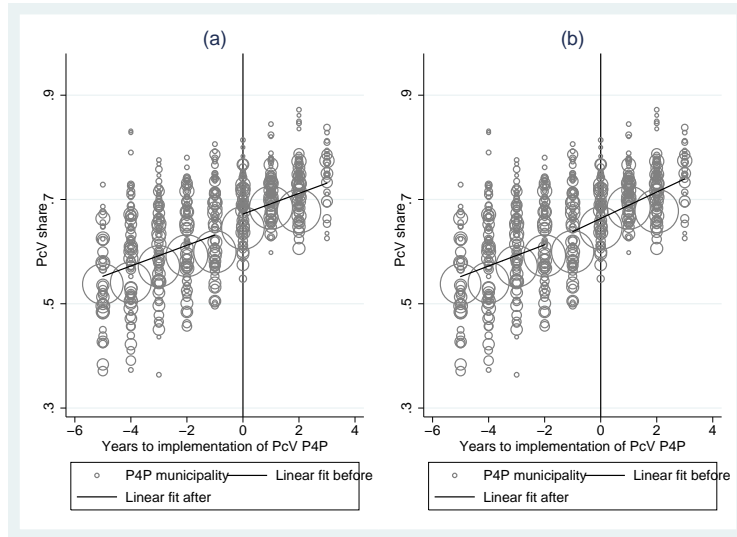 (a)
.9
.7
.5
.3
PcV share
−6 −4 −2 0 2 4
Years to implementation of PcV P4P
P4P municipality Linear fit before
Linear fit after
(b)
.9
.7
.5
.3
PcV share
−6 −4 −2 0 2 4
Years to implementation of PcV P4P
P4P municipality Linear fit before
Linear fit after